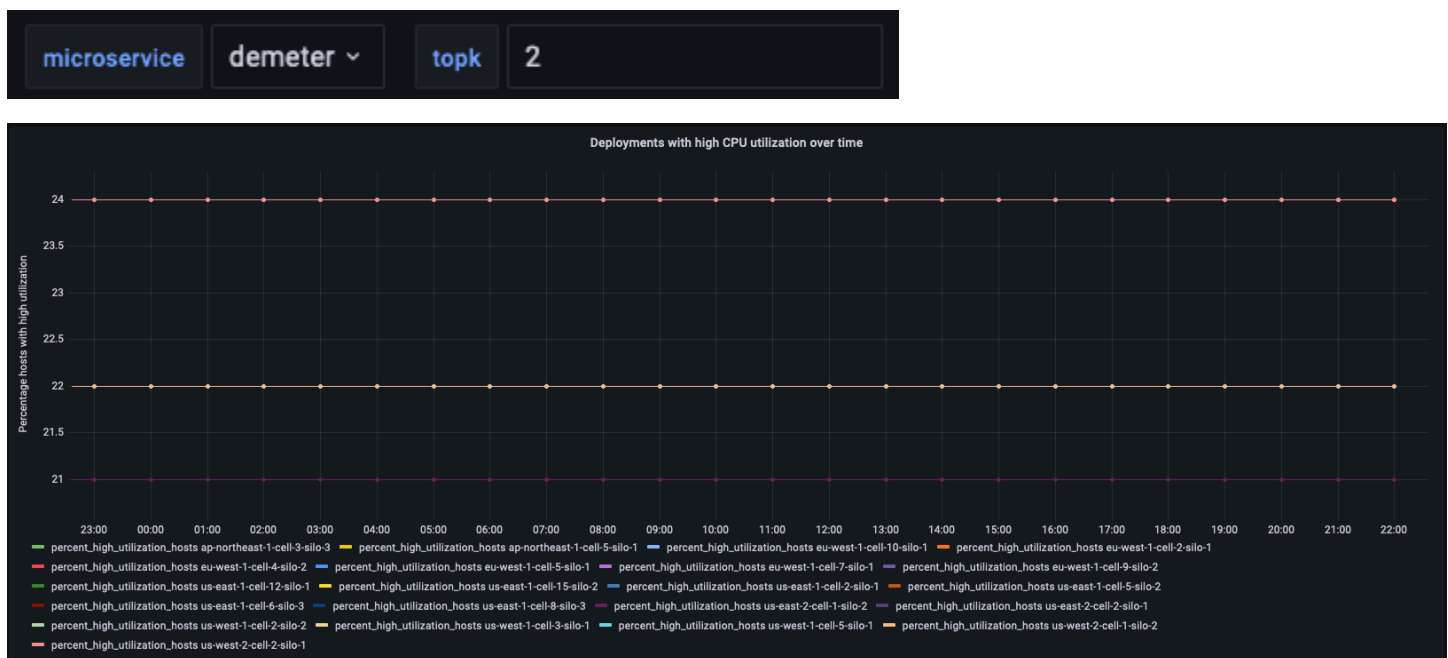 microservice demeter topk 2
Deployments with high CPU utilization over time
Percentage hosts with high utilization
24
23.5
23
22.5
22
21.5
21
23:00 00:00 01:00 02:00 03:00 04:00 05:00 06:00 07:00 08:00 09:00 10:00 11:00 12:00 13:00 14:00 15:00 16:00 17:00 18:00 19:00 20:00 21:00 22:00
percent_high_utilization_hosts ap-northeast-1-cell-3-silo-3 percent_high_utilization_hosts ap-northeast-1-cell-5-silo-1 percent_high_utilization_hosts eu-west-1-cell-10-silo-1 percent_high_utilization_hosts eu-west-1-cell-2-silo-1
percent_high_utilization_hosts eu-west-1-cell-4-silo-2 percent_high_utilization_hosts eu-west-1-cell-5-silo-1 percent_high_utilization_hosts eu-west-1-cell-7-silo-1 percent_high_utilization_hosts eu-west-1-cell-9-silo-2
percent_high_utilization_hosts us-east-1-cell-12-silo-1 percent_high_utilization_hosts us-east-1-cell-15-silo-2 percent_high_utilization_hosts us-east-1-cell-2-silo-1 percent_high_utilization_hosts us-east-1-cell-5-silo-2
percent_high_utilization_hosts us-east-1-cell-6-silo-3 percent_high_utilization_hosts us-east-1-cell-8-silo-3 percent_high_utilization_hosts us-east-2-cell-1-silo-2 percent_high_utilization_hosts us-east-2-cell-2-silo-1
percent_high_utilization_hosts us-west-1-cell-2-silo-2 percent_high_utilization_hosts us-west-1-cell-3-silo-1 percent_high_utilization_hosts us-west-1-cell-5-silo-1 percent_high_utilization_hosts us-west-2-cell-1-silo-2
percent_high_utilization_hosts us-west-2-cell-2-silo-1